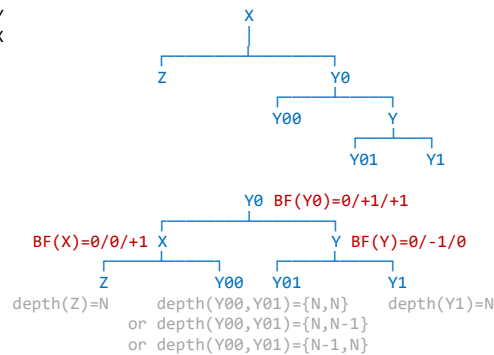 Y X
X
Z Y0
Y00 Y
Y01 Y1
Y0 BF(Y0)=0/+1/+1
BF(X)=0/0/+1 X Y BF(Y)=0/-1/0
Z Y00 Y01 Y1
depth(Z)=N depth(Y00,Y01)={N,N} depth(Y1)=N
or depth(Y00,Y01)={N,N-1}
or depth(Y00,Y01)={N-1,N}